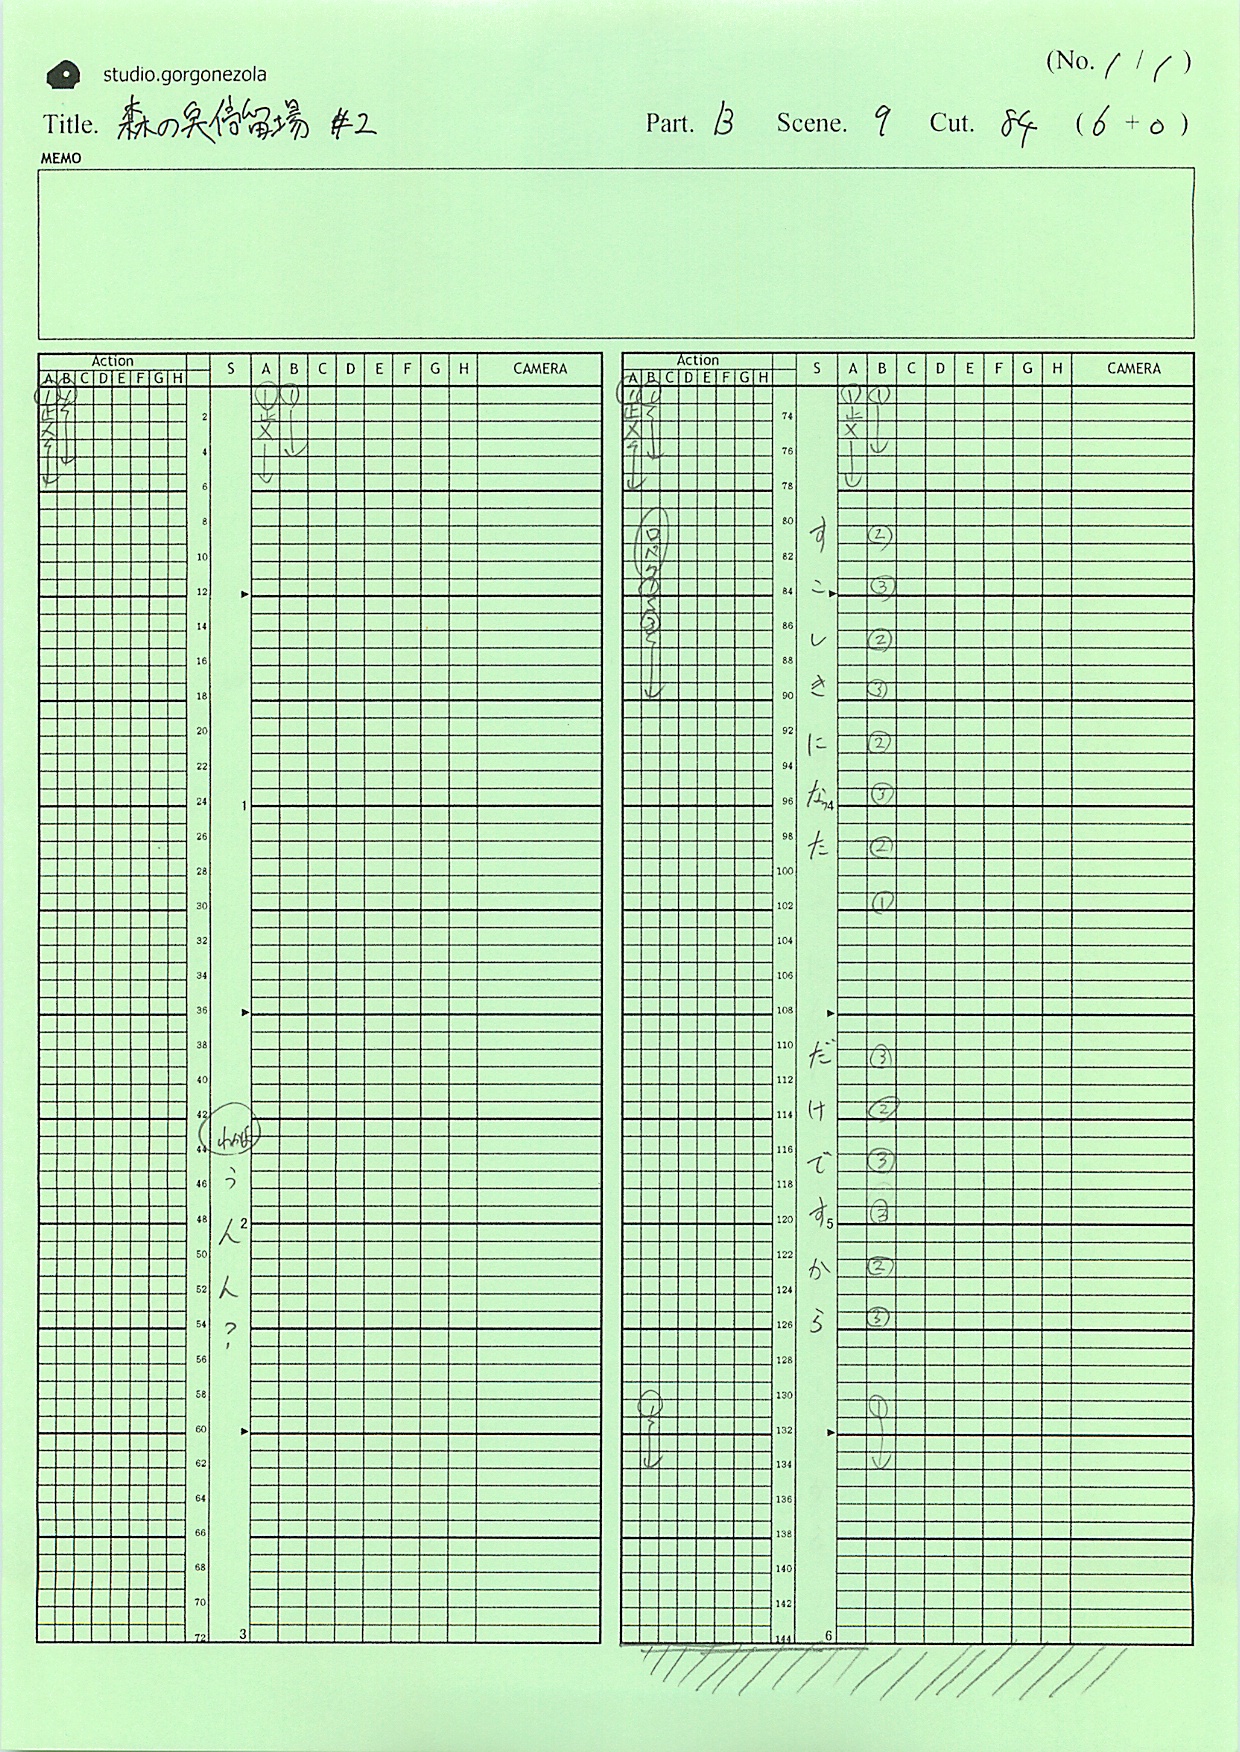 (No. 1 / 1 )
studio.gorgonezola
Title. 森の臭停留場 #2 Part. B Scene. 9 Cut. 84 ( 6 + 0 )
MEMO
Action S A B C D E F G H CAMERA
A B C D E F G H
① ① ① ①
止 止
X X
2
4
6
8
10
12
14
16
18
20
22
24 1
26
28
30
32
34
36
38
40
42
44
う
46
48 ん 2
50
52 ん
54 ?
56
58
60
62
64
66
68
70
72 3
Action S A B C D E F G H CAMERA
A B C D E F G H
① ① ① ①
止 止
X X
74
76
78
80 す ②
ロパク
82
84 ① こ ③
86 ③ し ②
88
90 き ③
92 に ②
94
96 なっ 4 ③
98 た ②
100
102 ①
104
106
108
110 だ ③
112
114 け ②
116 で ③
118
120 す 5 ③
122 か ②
124
126 ら ③
128
130 ① ①
132
134
136
138
140
142
144 6